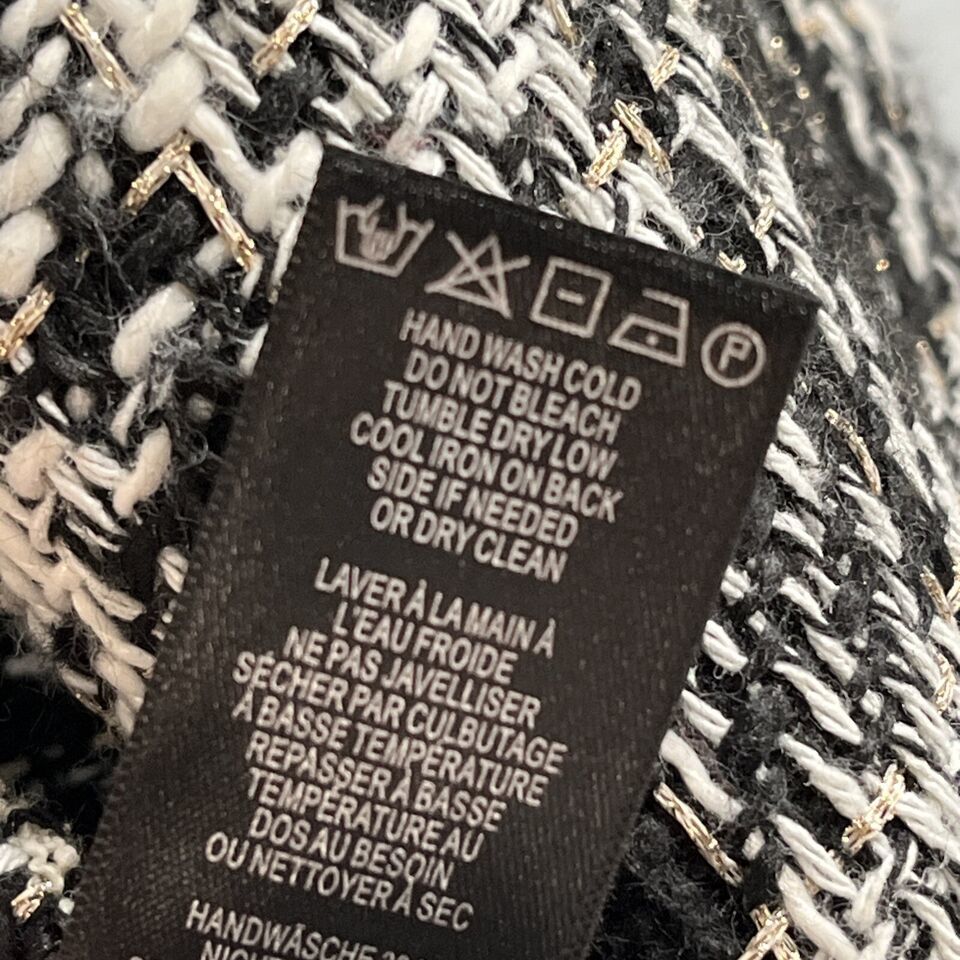 P
HAND WASH COLD
DO NOT BLEACH
TUMBLE DRY LOW
COOL IRON ON BACK
SIDE IF NEEDED
OR DRY CLEAN
LAVER À LA MAIN À
L'EAU FROIDE
NE PAS JAVELLISER
SÉCHER PAR CULBUTAGE
À BASSE TEMPÉRATURE
REPASSER À BASSE
TEMPÉRATURE AU
DOS AU BESOIN
OU NETTOYER À SEC
HANDWÄSCHE